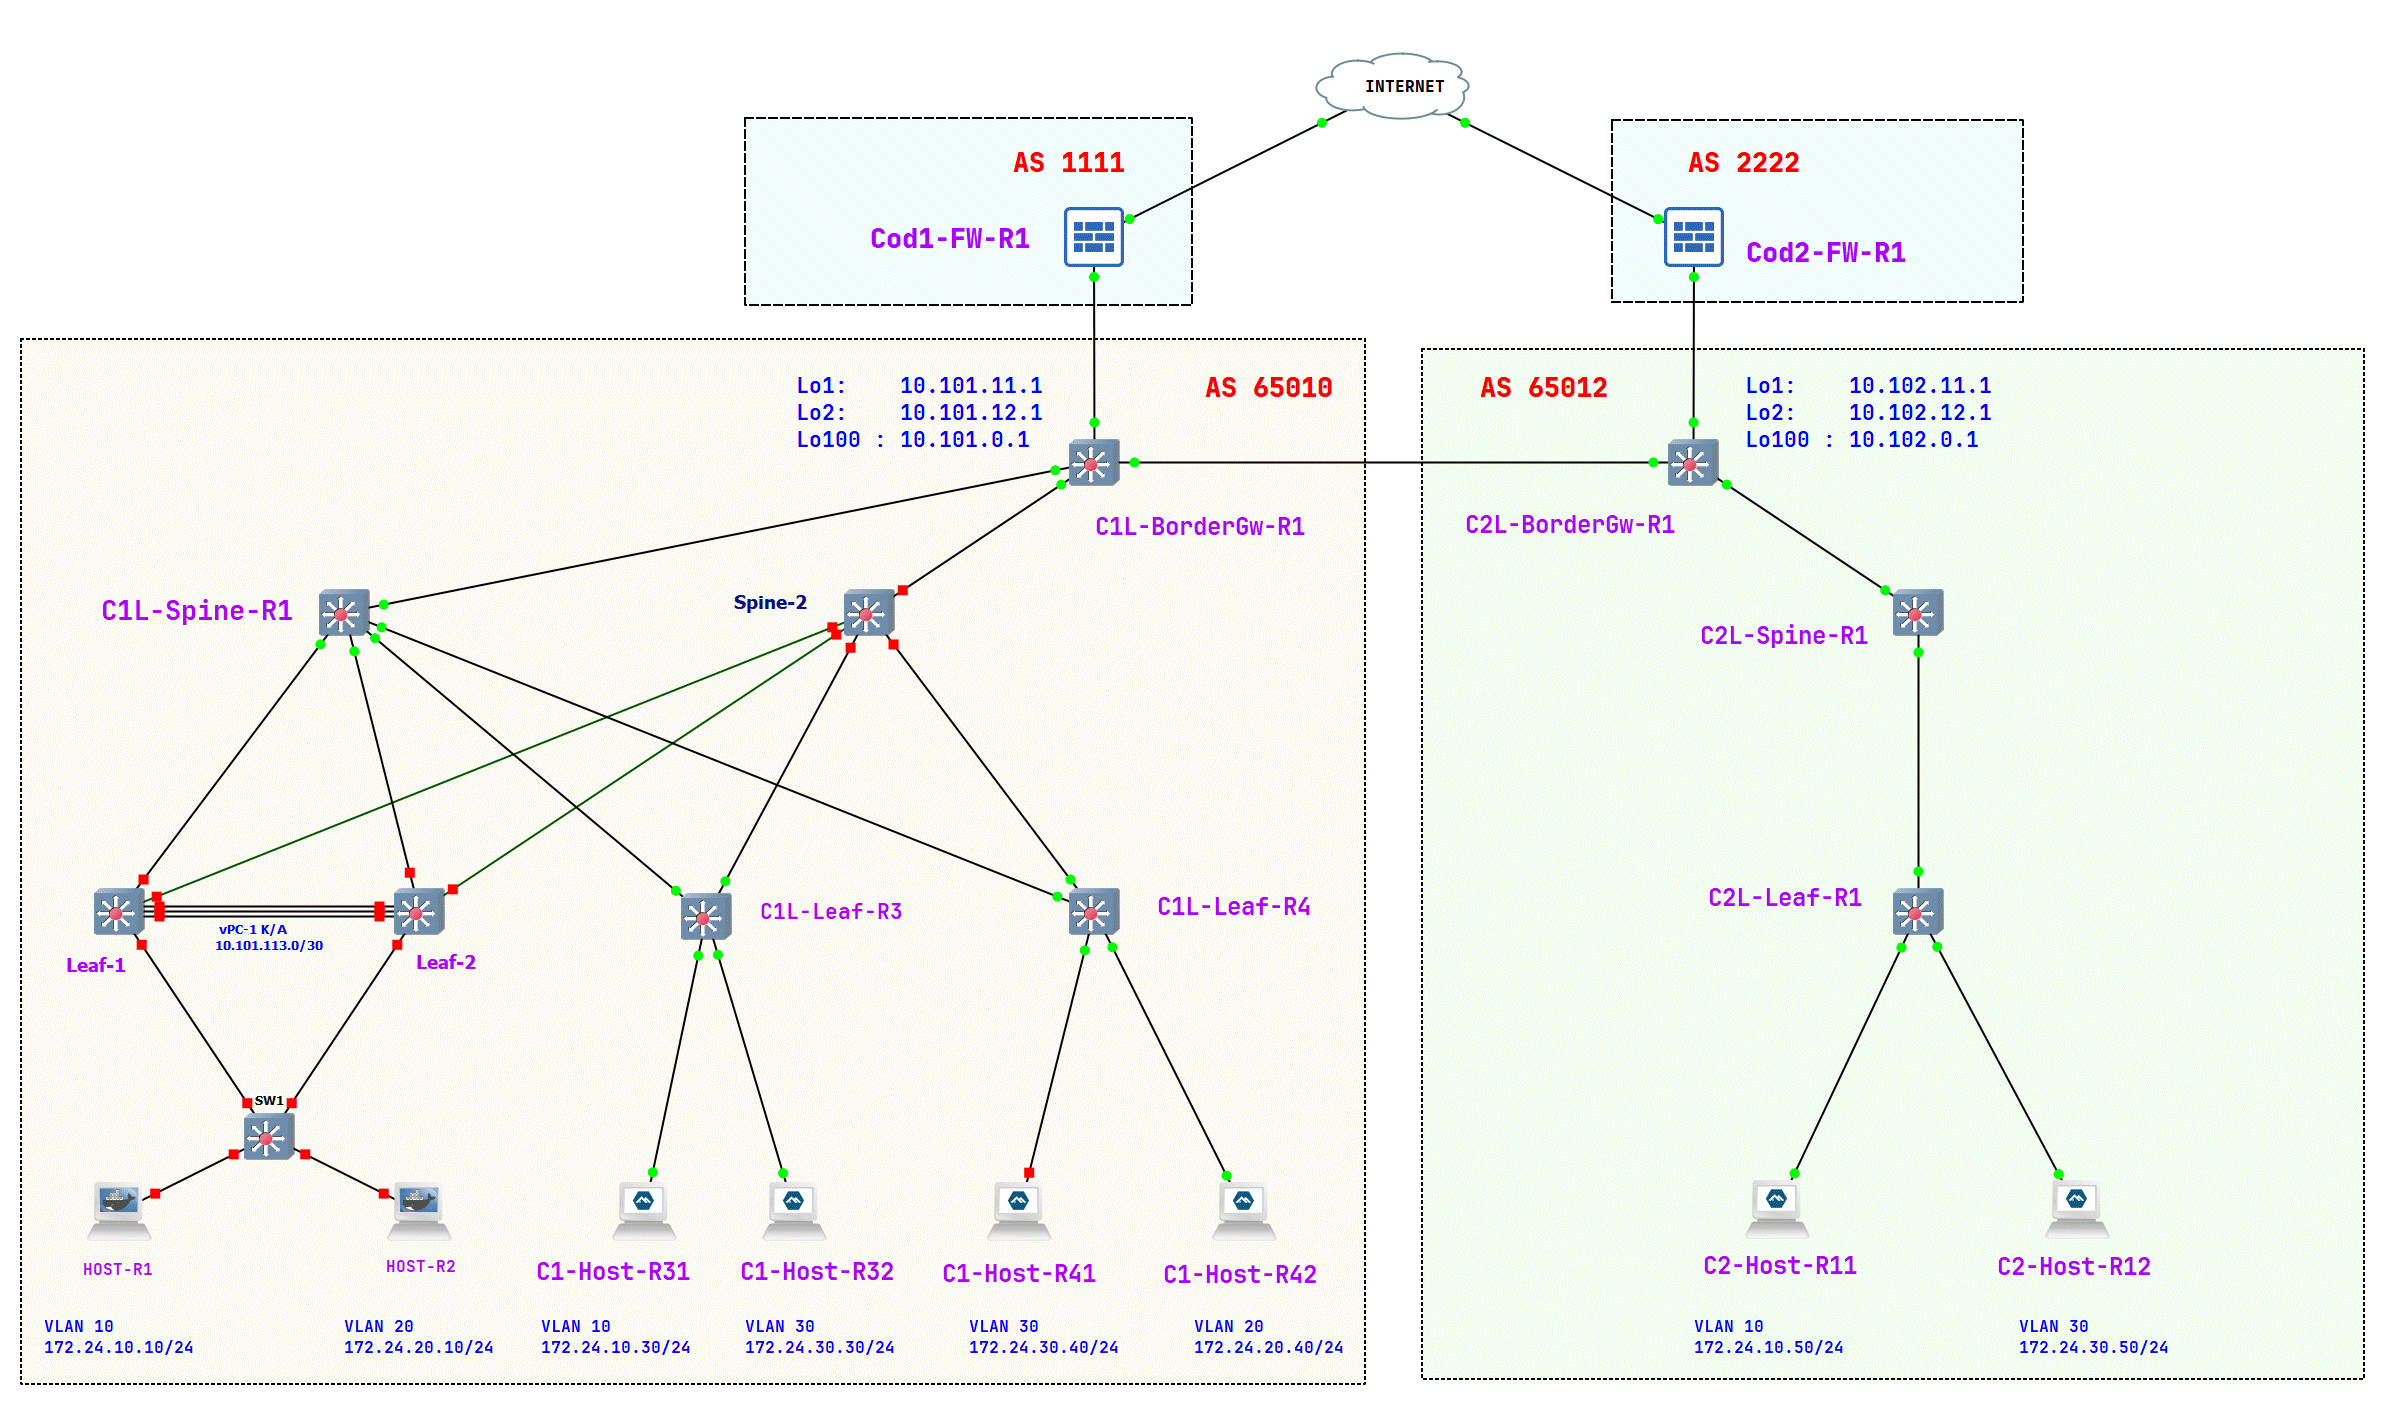 INTERNET
AS 1111
AS 2222
Cod1-FW-R1
Cod2-FW-R1
Lo1:    10.101.11.1
Lo2:    10.101.12.1
Lo100 : 10.101.0.1
AS 65010
AS 65012
Lo1:    10.102.11.1
Lo2:    10.102.12.1
Lo100 : 10.102.0.1
C1L-BorderGw-R1
C2L-BorderGw-R1
C1L-Spine-R1
Spine-2
C2L-Spine-R1
C1L-Leaf-R3
C1L-Leaf-R4
C2L-Leaf-R1
vPC-1 K/A
10.101.113.0/30
Leaf-1
Leaf-2
SW1
HOST-R1
HOST-R2
C1-Host-R31
C1-Host-R32
C1-Host-R41
C1-Host-R42
C2-Host-R11
C2-Host-R12
VLAN 10
172.24.10.10/24
VLAN 20
172.24.20.10/24
VLAN 10
172.24.10.30/24
VLAN 30
172.24.30.30/24
VLAN 30
172.24.30.40/24
VLAN 20
172.24.20.40/24
VLAN 10
172.24.10.50/24
VLAN 30
172.24.30.50/24